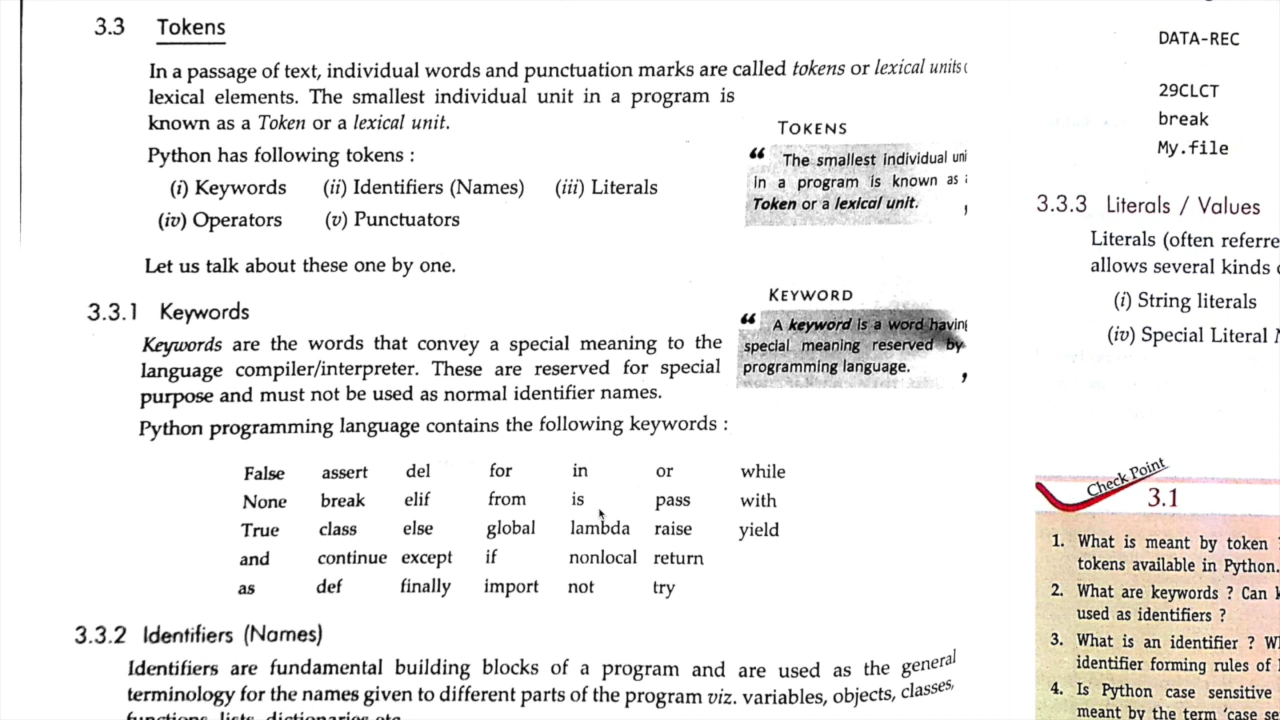 3.3 Tokens
In a passage of text, individual words and punctuation marks are called tokens or lexical units
lexical elements. The smallest individual unit in a program is
known as a Token or a lexical unit.
Python has following tokens :
(i) Keywords (ii) Identifiers (Names) (iii) Literals
(iv) Operators (v) Punctuators
Let us talk about these one by one.
TOKENS
“ The smallest individual uni
in a program is known as
Token or a lexical unit.
3.3.1 Keywords
Keywords are the words that convey a special meaning to the
language compiler/interpreter. These are reserved for special
purpose and must not be used as normal identifier names.
KEYWORD
“ A keyword is a word having
special meaning reserved by
programming language.
Python programming language contains the following keywords :
False assert del for in or while
None break elif from is pass with
True class else global lambda raise yield
and continue except if nonlocal return
as def finally import not try
3.3.2 Identifiers (Names)
Identifiers are fundamental building blocks of a program and are used as the general
terminology for the names given to different parts of the program viz. variables, objects, classes,
functions, lists, dictionaries etc.
DATA-REC
29CLCT
break
My.file
3.3.3 Literals / Values
Literals (often referre
allows several kinds
(i) String literals
(iv) Special Literal
Check Point
3.1
1. What is meant by token ?
tokens available in Python.
2. What are keywords ? Can
used as identifiers ?
3. What is an identifier ?
identifier forming rules of
4. Is Python case sensitive
meant by the term 'case se